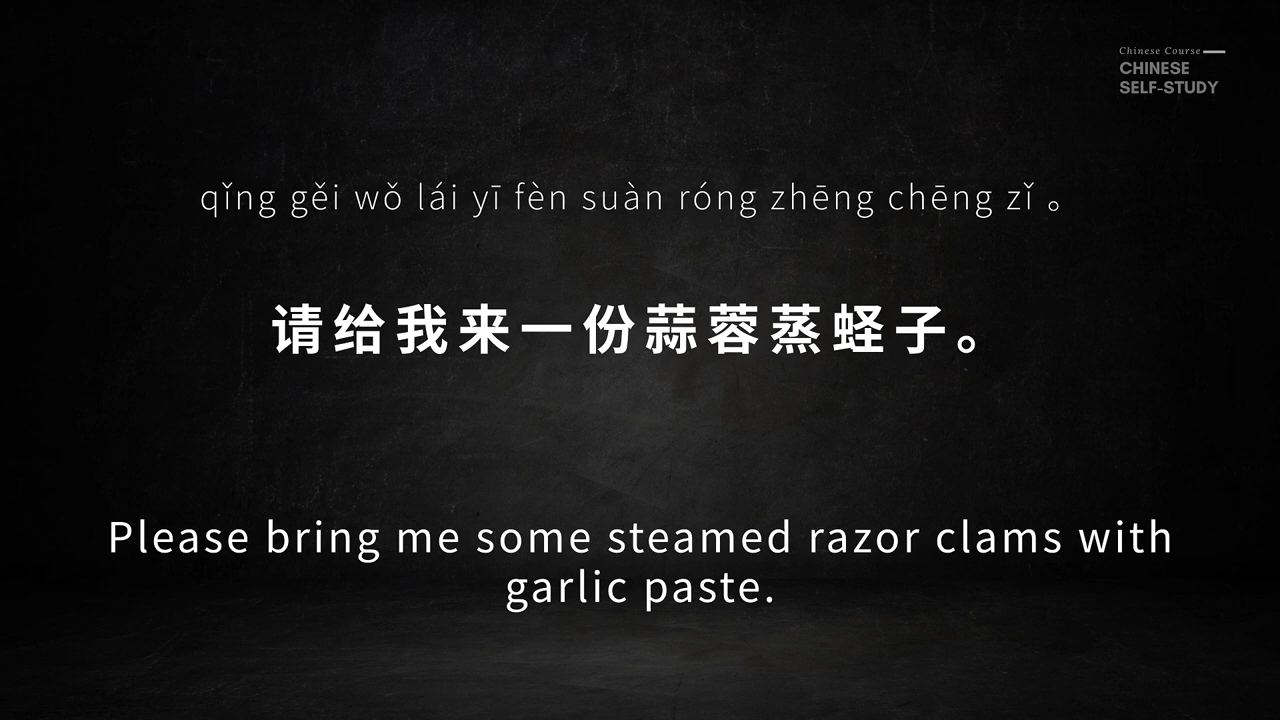 Chinese Course
CHINESE
SELF-STUDY
qǐng gěi wǒ lái yī fèn suàn róng zhēng chēng zǐ 。
请给我来一份蒜蓉蒸蛏子。
Please bring me some steamed razor clams with
garlic paste.